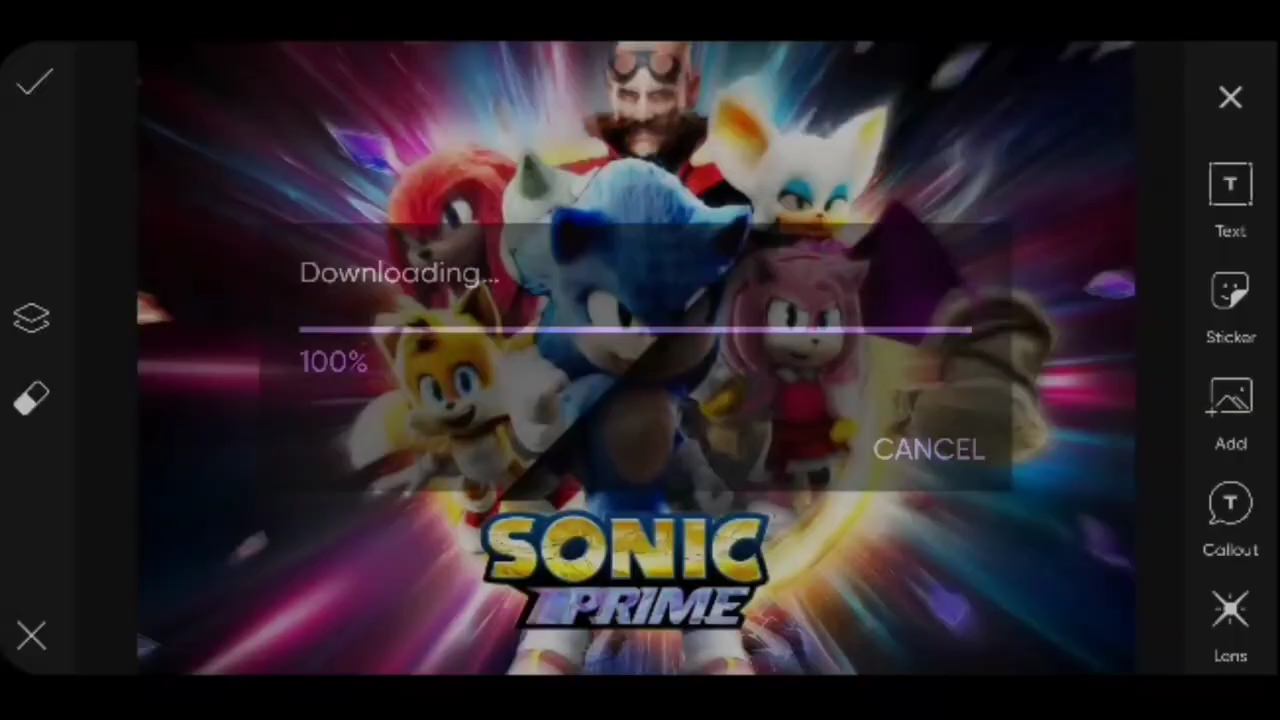 Text
Downloading...
Sticker
100%
Add
CANCEL
Callout
SONIC
PRIME
Lens